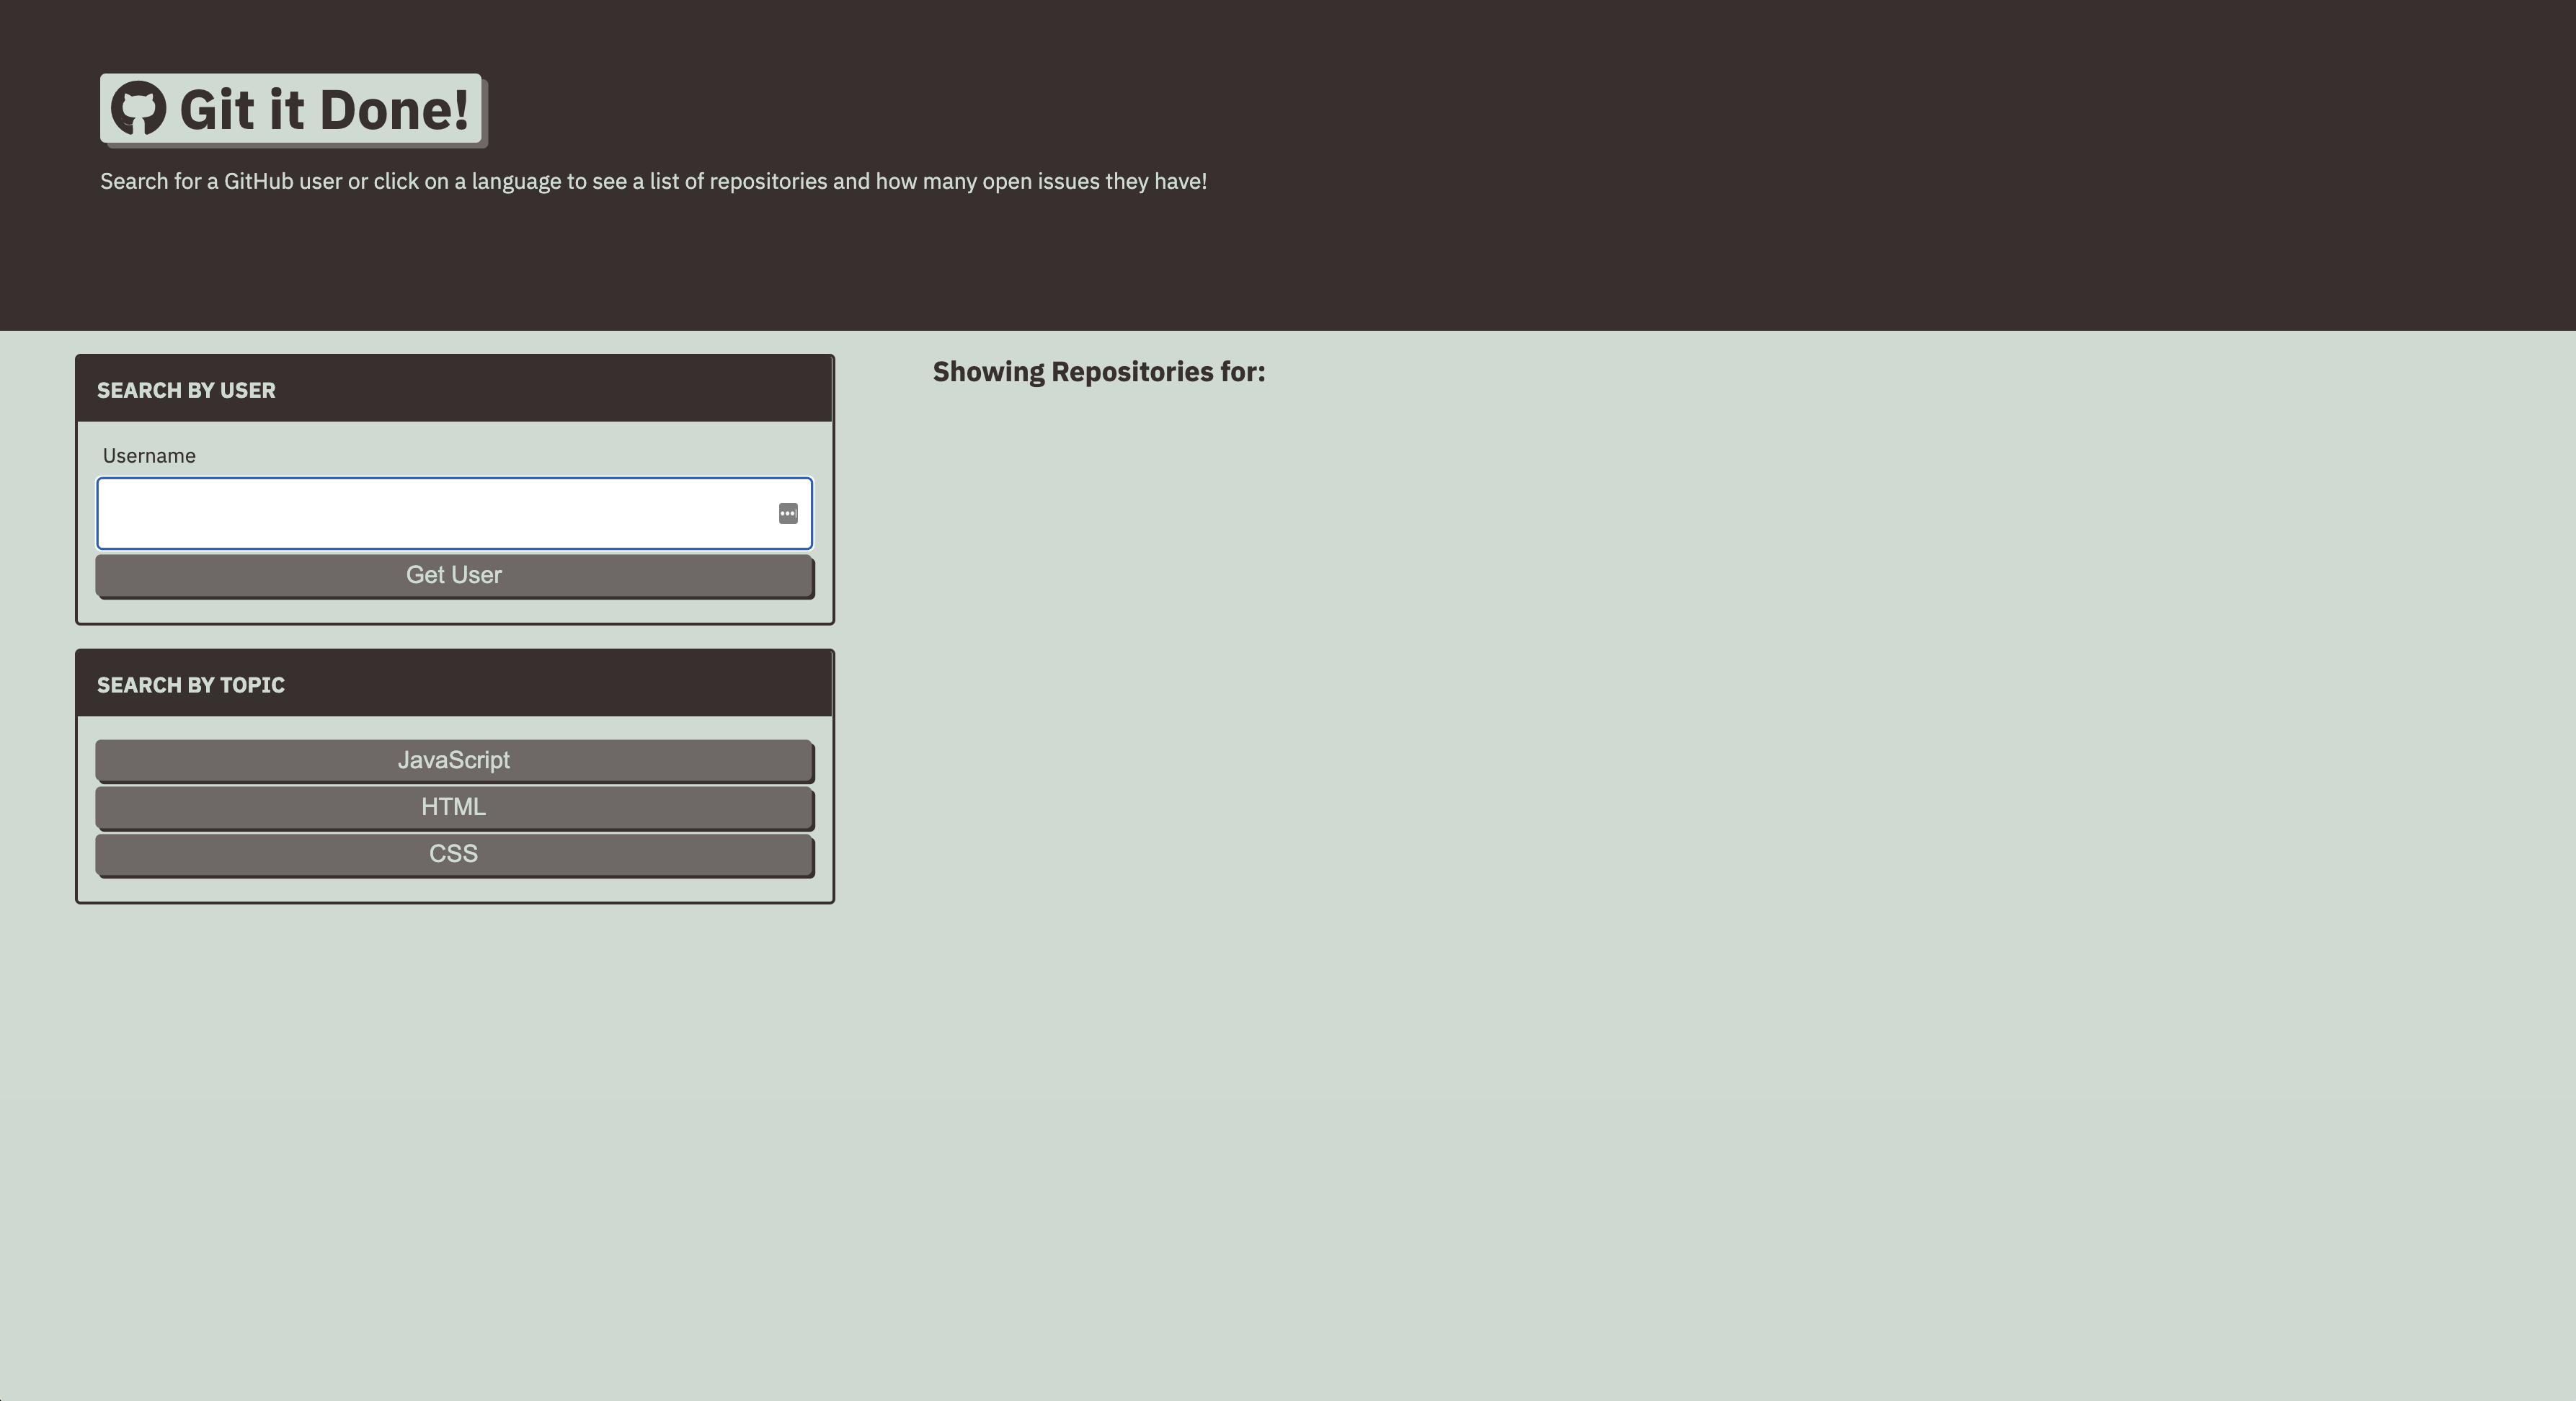 Git it Done!
Search for a GitHub user or click on a language to see a list of repositories and how many open issues they have!
SEARCH BY USER
Username
Get User
SEARCH BY TOPIC
JavaScript
HTML
CSS
Showing Repositories for: